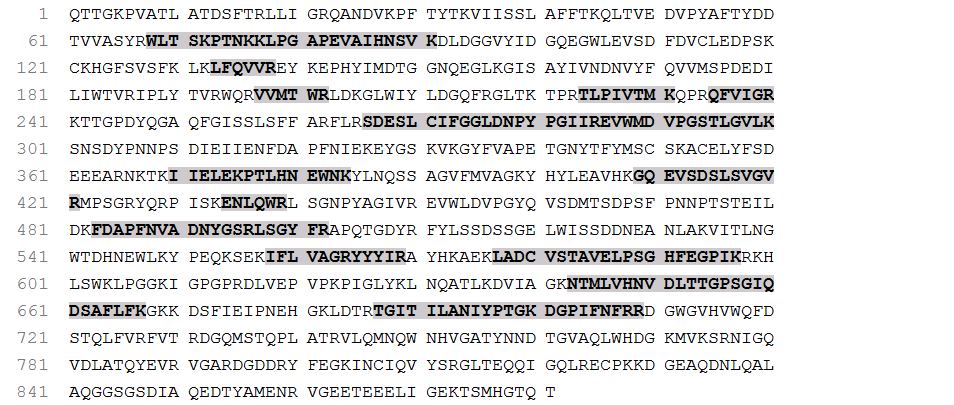 1 QTTGKPVATL ATDSFTRLLI GRQANDVKPF TYTKVIISSL AFFTKQLTVE DVPYAFTYDD
61 TVVASYRWLT SKPTNKKLPG APEVAIHNSV KDLDGGVYID GQEGWLEVSD FDVCLEDPSK
121 CKHGFSVSFK LKLFQVVREY KEPHYIMDTG GNQEGLKGIS AYIVNDNVYF QVVMSPDEDI
181 LIWTVRIPLY TVRWQRVVMT WRLDKGLWIY LDGQFRGLTK TPRTLPIVTM KQPRQFVIGR
241 KTTGPDYQGA QFGISSLSFF ARFLRSDESL CIFGGLDNPY PGIIREVWMD VPGSTLGVLK
301 SNSDYPNNPS DIEIIENFDA PFNIEKEYGS KVKGYFVAPE TGNYTFYMSC SKACELYFSD
361 EEEARNKTKI IELEKPTLHN EWNKYLNQSS AGVFMVAGKY HYLEAVHKGQ EVSDSLSVGV
421 RMPSGRYQRP ISKENLQWRL SGNPYAGIVR EVWLDVPGYQ VSDMTSDPSF PNNPTSTEIL
481 DKFDAPFNVA DNYGSRLSGY FRAPQTGDYR FYLSSDSSGE LWISSDDNEA NLAKVITLNG
541 WTDHNEWLKY PEQKSEKIFL VAGRYYYIRA YHKAEKLADC VSTAVELPSG HFEGPIKRKH
601 LSWKLPGGKI GPGPRDLVEP VPKPIGLYKL NQATLKDVIA GKNTMLVHNV DLTTGPSGIQ
661 DSAFLFKGKK DSFIEIPNEH GKLDTRTGIT ILANIYPTGK DGPIFNFRRD GWGVHVWQFD
721 STQLFVRFVT RDGQMSTQPL ATRVLQMNQW NHVGATYNND TGVAQLWHDG KMVKSRNIGQ
781 VDLATQYEVR VGARDGDDRY FEGKINCIQV YSRGLTEQQI GQLRECPKKD GEAQDNLQAL
841 AQGGSGSDIA QEDTYAMENR VGEETEEELI GEKTSMHGTQ T